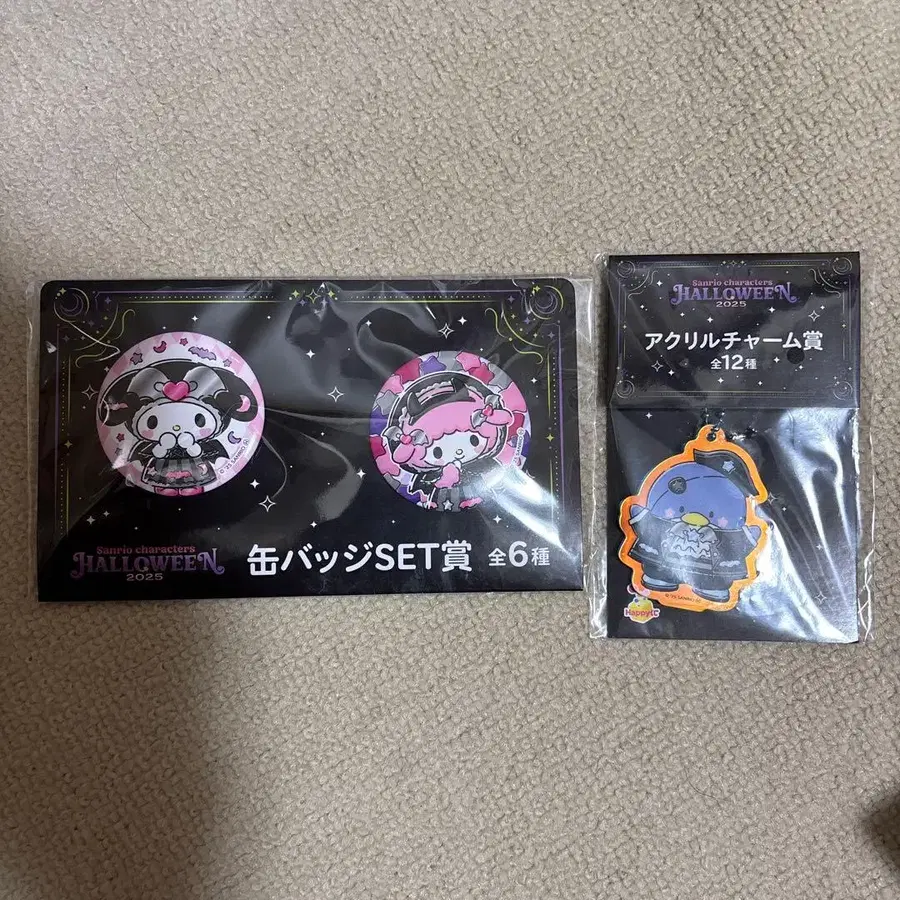 Sanrio characters
HALLOWEEN
2025
缶バッジSET賞 全6種
Sanrio characters
HALLOWEEN
2025
アクリルチャーム賞
全12種
Happyくじ